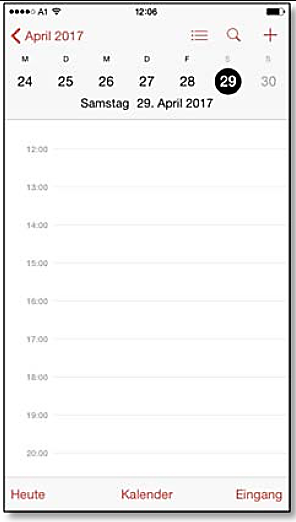 A1 12:06
April 2017
M D M D F S S
24 25 26 27 28 29 30
Samstag 29. April 2017
12:00
13:00
14:00
15:00
16:00
17:00
18:00
19:00
20:00
Heute Kalender Eingang